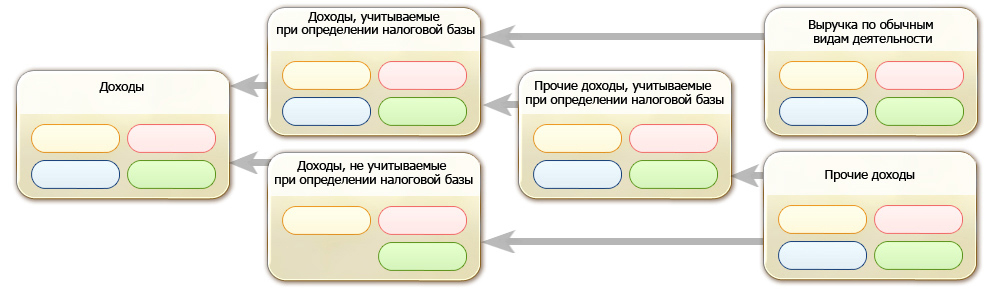 Доходы
Доходы, учитываемые
при определении налоговой базы
Доходы, не учитываемые
при определении налоговой базы
Прочие доходы, учитываемые
при определении налоговой базы
Выручка по обычным
видам деятельности
Прочие доходы